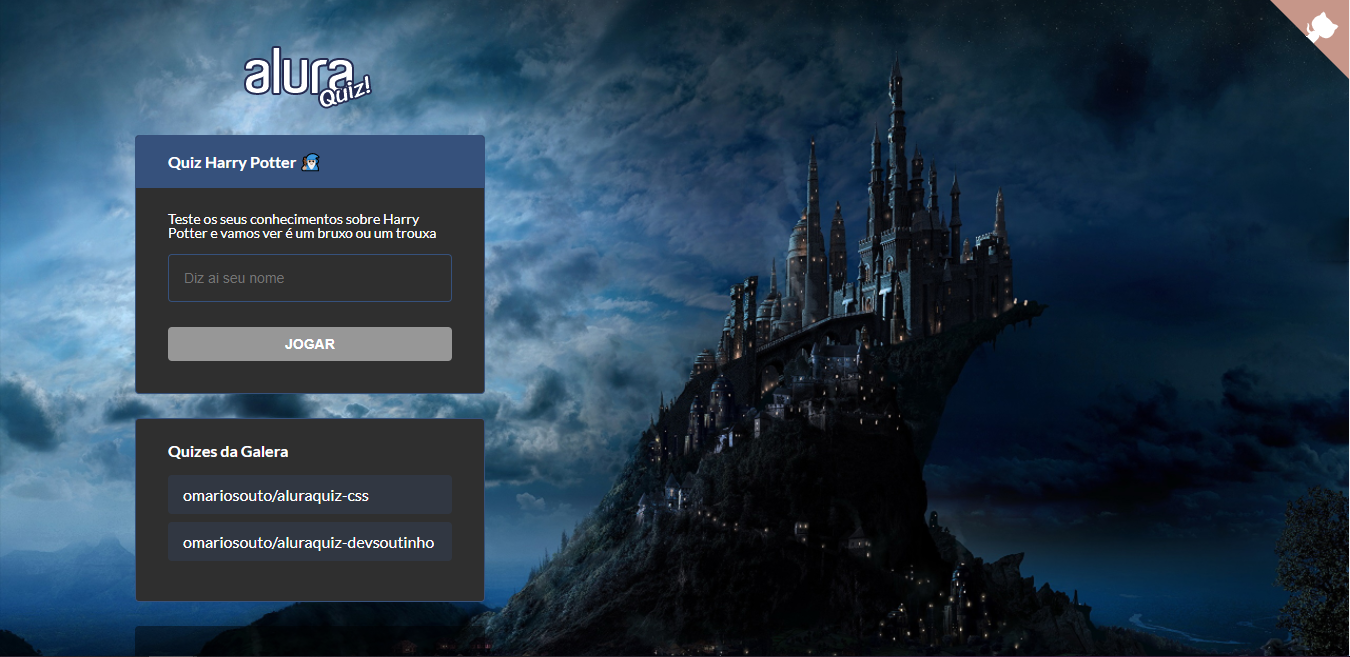 alura
Quiz!
Quiz Harry Potter
Teste os seus conhecimentos sobre Harry
Potter e vamos ver é um bruxo ou um trouxa
Diz ai seu nome
JOGAR
Quizes da Galera
omariosouto/aluraquiz-css
omariosouto/aluraquiz-devsoutinho